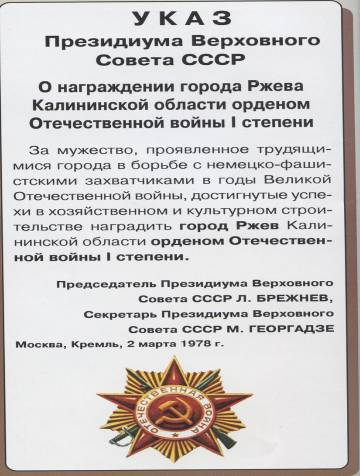 УКАЗ
Президиума Верховного
Совета СССР
О награждении города Ржева
Калининской области орденом
Отечественной войны I степени
За мужество, проявленное трудящи-
мися города в борьбе с немецко-фаши-
стскими захватчиками в годы Великой
Отечественной войны, достигнутые успе-
хи в хозяйственном и культурном строи-
тельстве наградить город Ржев Кали-
нинской области орденом Отечествен-
ной войны I степени.
Председатель Президиума Верховного
Совета СССР Л. БРЕЖНЕВ,
Секретарь Президиума Верховного
Совета СССР М. ГЕОРГАДЗЕ
Москва, Кремль, 2 марта 1978 г.
ОТЕЧЕСТВЕННАЯ ВОЙНА